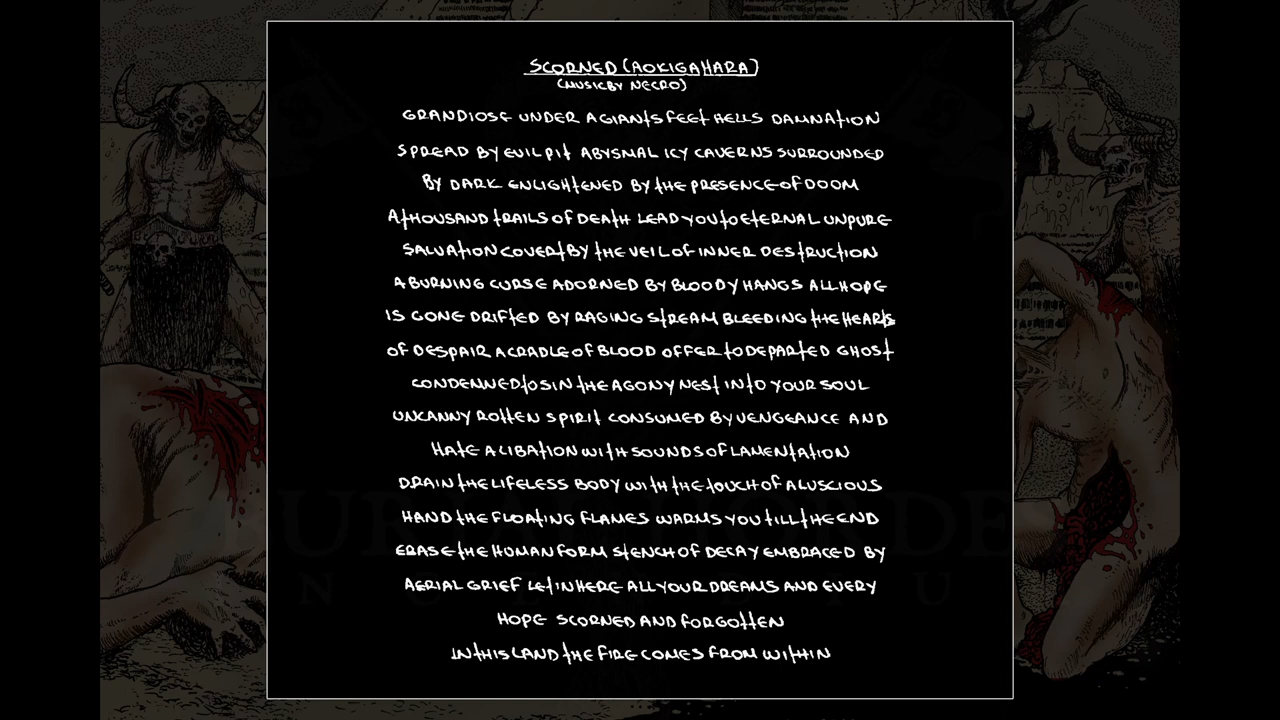 SCORNED (AOKIGAHARA)
(MUSIC BY NECRO)
GRANDIOSE UNDER A GIANTS FEET HELLS DAMNATION
SPREAD BY EVIL PIT ABYSMAL ICY CAVERNS SURROUNDED
BY DARK ENLIGHTENED BY THE PRESENCE OF DOOM
A THOUSAND TRAILS OF DEATH LEAD YOU TO ETERNAL UNPURE
SALVATION COVERT BY THE VEIL OF INNER DESTRUCTION
A BURNING CURSE ADORNED BY BLOODY HANGS ALL HOPE
IS GONE DRIFTED BY RAGING STREAM BLEEDING THE HEARTS
OF DESPAIR A CRADLE OF BLOOD OFFER TO DEPARTED GHOST
CONDENNED TO SIN THE AGONY NEST INTO YOUR SOUL
UNCANNY ROTTEN SPIRIT CONSUMED BY VENGEANCE AND
HATE A LIBATION WITH SOUNDS OF LAMENTATION
DRAIN THE LIFELESS BODY WITH THE TOUCH OF A LUSCIOUS
HAND THE FLOATING FLAMES WARMS YOU TILL THE END
ERASE THE HUMAN FORM STENCH OF DECAY EMBRACED BY
AERIAL GRIEF LET IN HERE ALL YOUR DREAMS AND EVERY
HOPE SCORNED AND FORGOTTEN
IN THIS LAND THE FIRE COMES FROM WITHIN